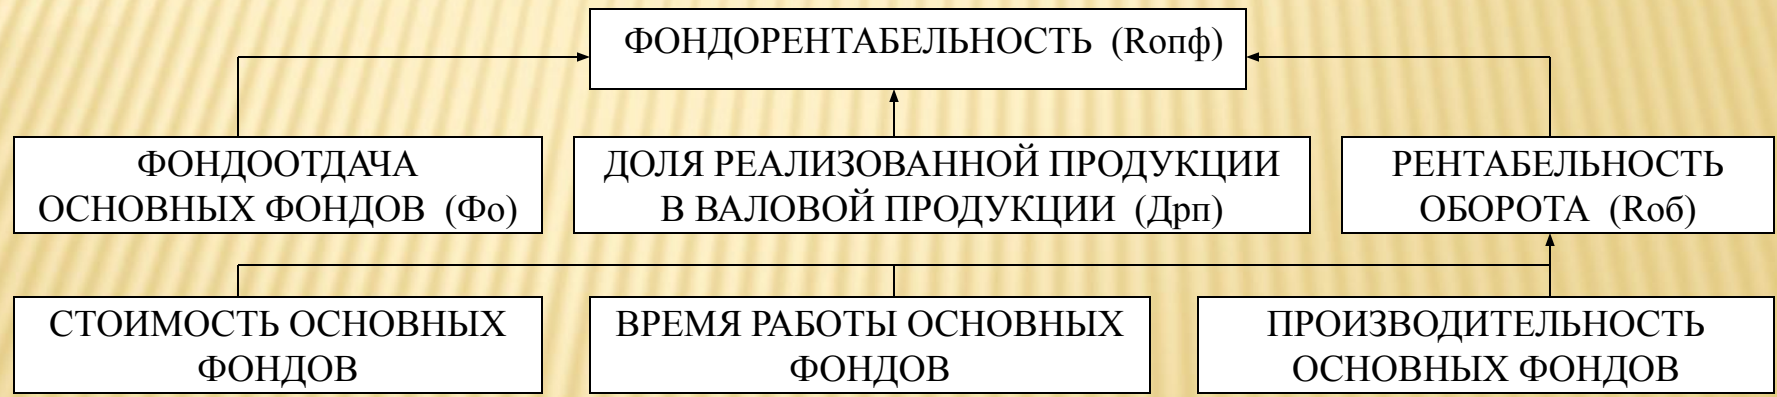 ФОНДОРЕНТАБЕЛЬНОСТЬ (Rопф)
ФОНДООТДАЧА
ОСНОВНЫХ ФОНДОВ (Фо)
ДОЛЯ РЕАЛИЗОВАННОЙ ПРОДУКЦИИ
В ВАЛОВОЙ ПРОДУКЦИИ (Дрп)
РЕНТАБЕЛЬНОСТЬ
ОБОРОТА (Rоб)
СТОИМОСТЬ ОСНОВНЫХ
ФОНДОВ
ВРЕМЯ РАБОТЫ ОСНОВНЫХ
ФОНДОВ
ПРОИЗВОДИТЕЛЬНОСТЬ
ОСНОВНЫХ ФОНДОВ